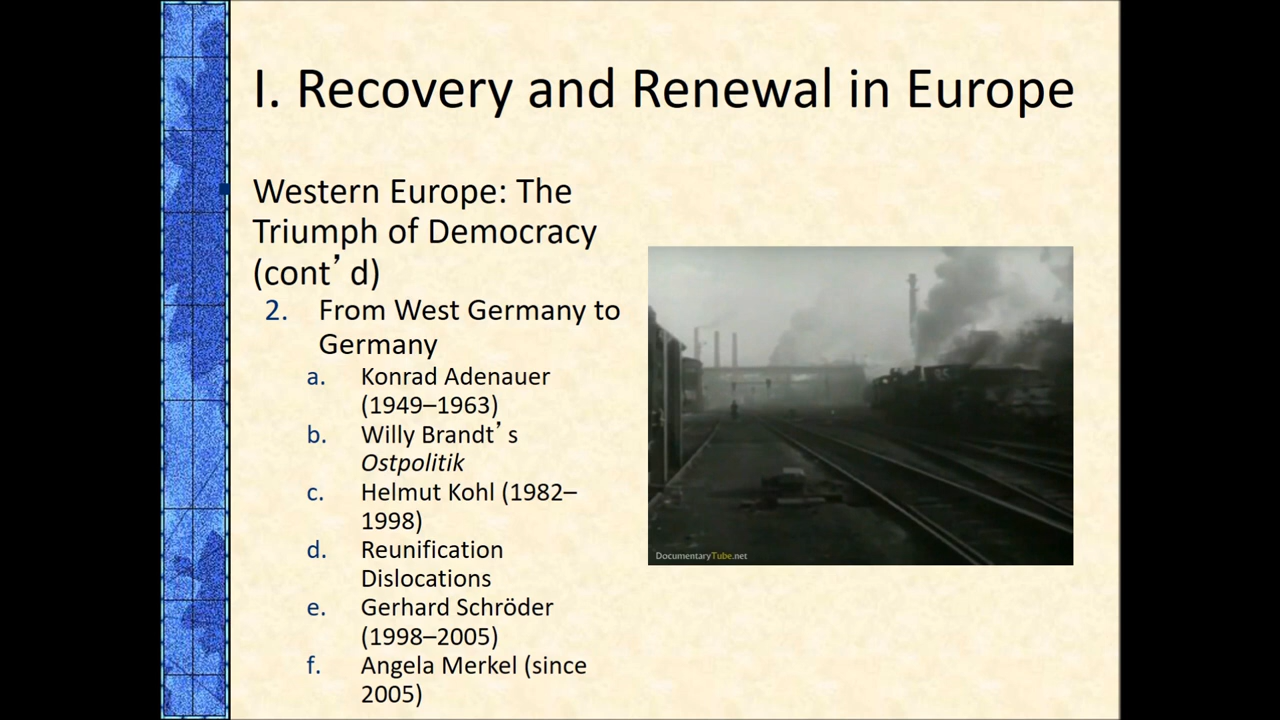 I. Recovery and Renewal in Europe
Western Europe: The
Triumph of Democracy
(cont’d)
2. From West Germany to
Germany
a. Konrad Adenauer
(1949–1963)
b. Willy Brandt’s
Ostpolitik
c. Helmut Kohl (1982–
1998)
d. Reunification
Dislocations
e. Gerhard Schröder
(1998–2005)
f. Angela Merkel (since
2005)
DocumentaryTube.net